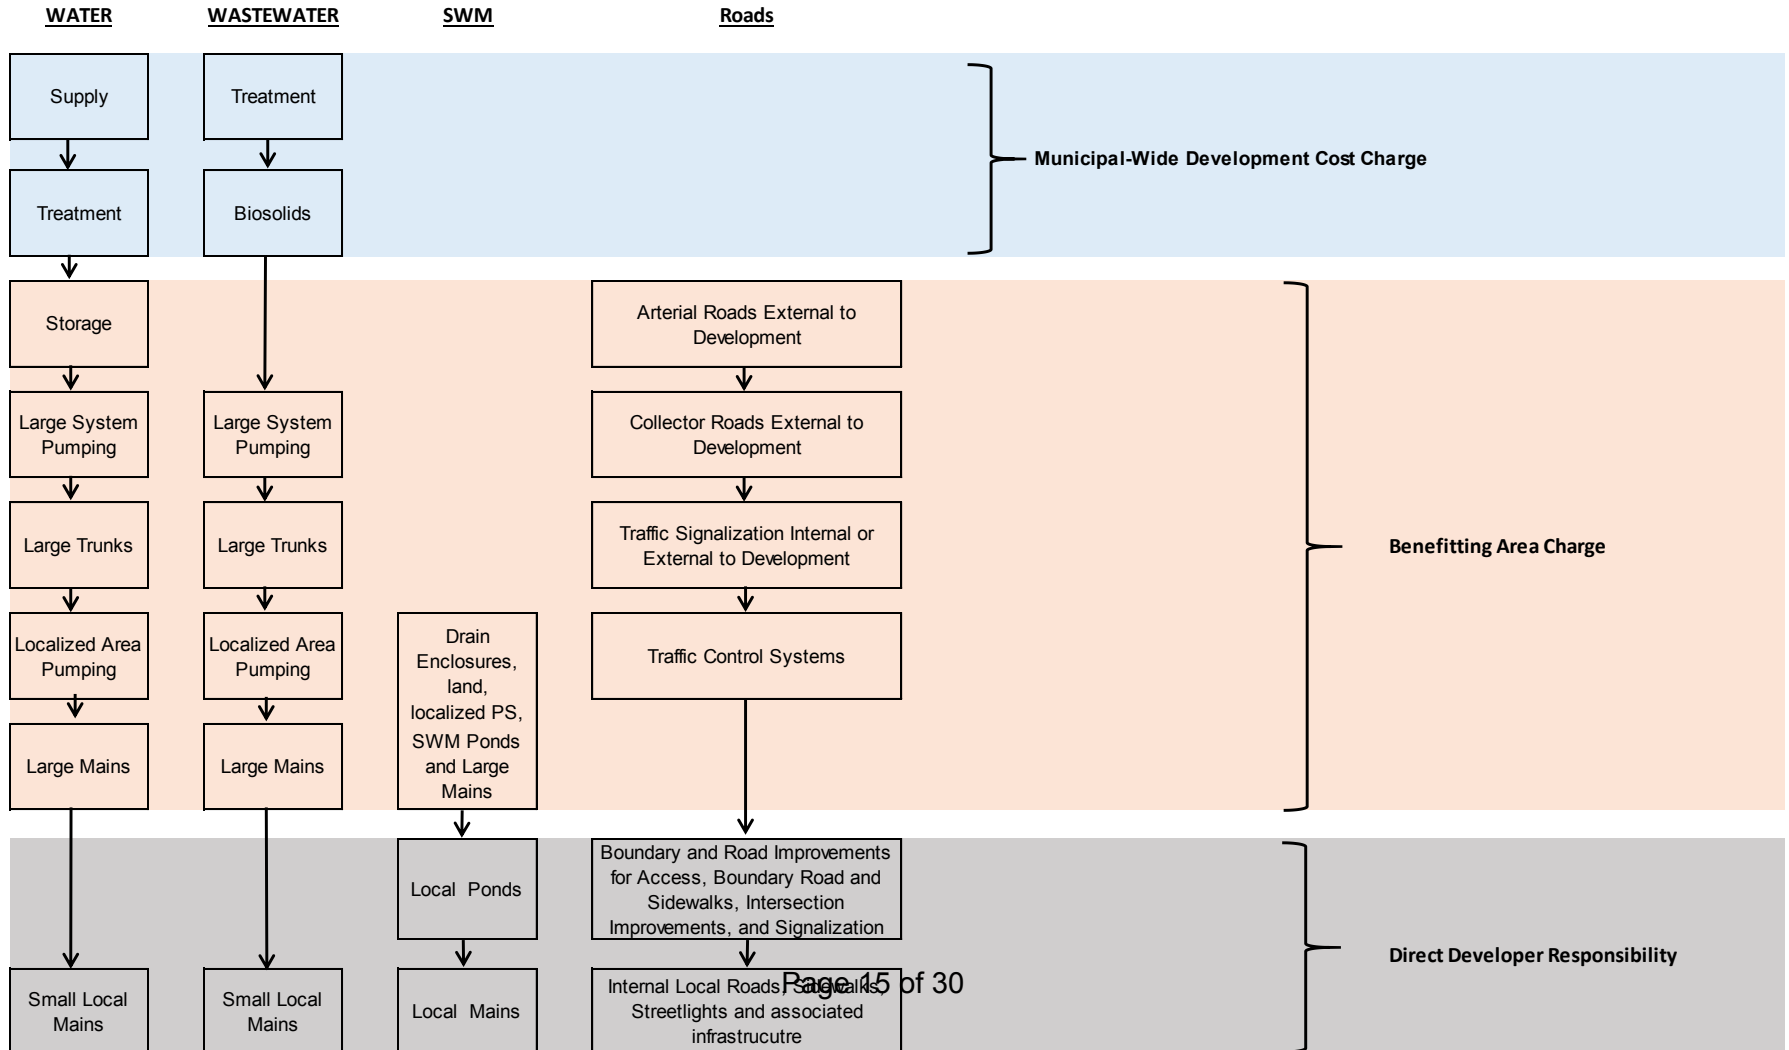 WATER
WASTEWATER
SWM
Roads
Supply
Treatment
Municipal-Wide Development Cost Charge
Treatment
Biosolids
Storage
Arterial Roads External to
Development
Large System
Pumping
Large System
Pumping
Collector Roads External to
Development
Large Trunks
Large Trunks
Traffic Signalization Internal or
External to Development
Benefitting Area Charge
Localized Area
Pumping
Localized Area
Pumping
Drain
Enclosures,
land,
localized PS,
SWM Ponds
and Large
Mains
Traffic Control Systems
Large Mains
Large Mains
Local Ponds
Boundary and Road Improvements
for Access, Boundary Road and
Sidewalks, Intersection
Improvements, and Signalization
Direct Developer Responsibility
Small Local
Mains
Small Local
Mains
Local Mains
Internal Local Roads, Sidewalks,
Streetlights and associated
infrastrucutre
Page 15 of 30